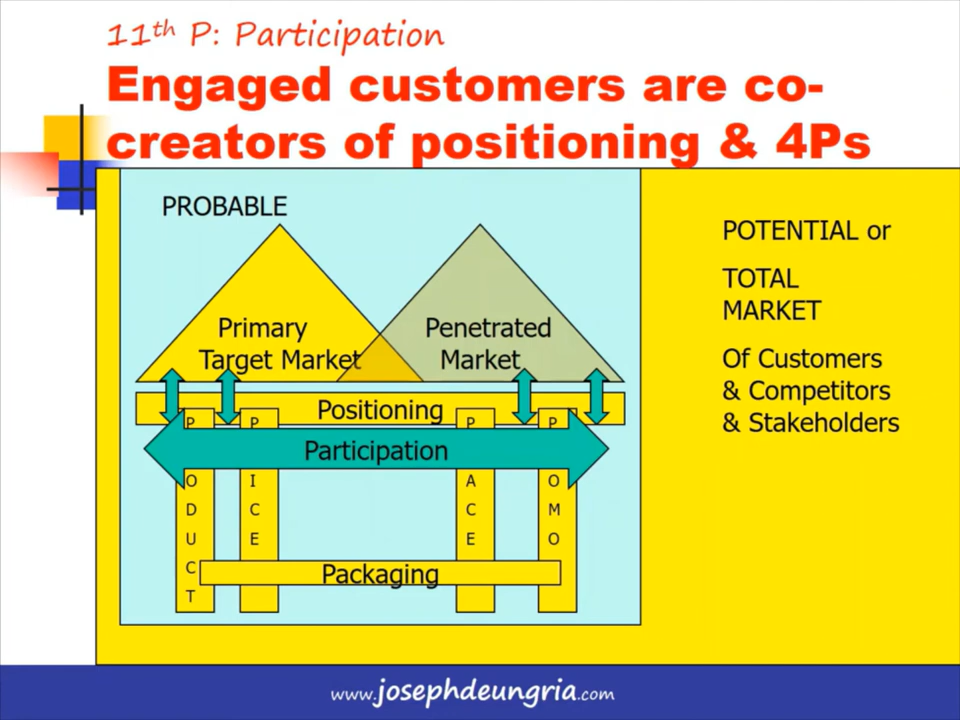 11th P: Participation
Engaged customers are co-
creators of positioning & 4Ps
PROBABLE
POTENTIAL or
TOTAL
MARKET
Of Customers
& Competitors
& Stakeholders
Primary
Target Market
Penetrated
Market
Positioning
Participation
P
O
D
U
C
T
P
I
C
E
P
A
C
E
P
O
M
O
Packaging
www.josephdeungria.com